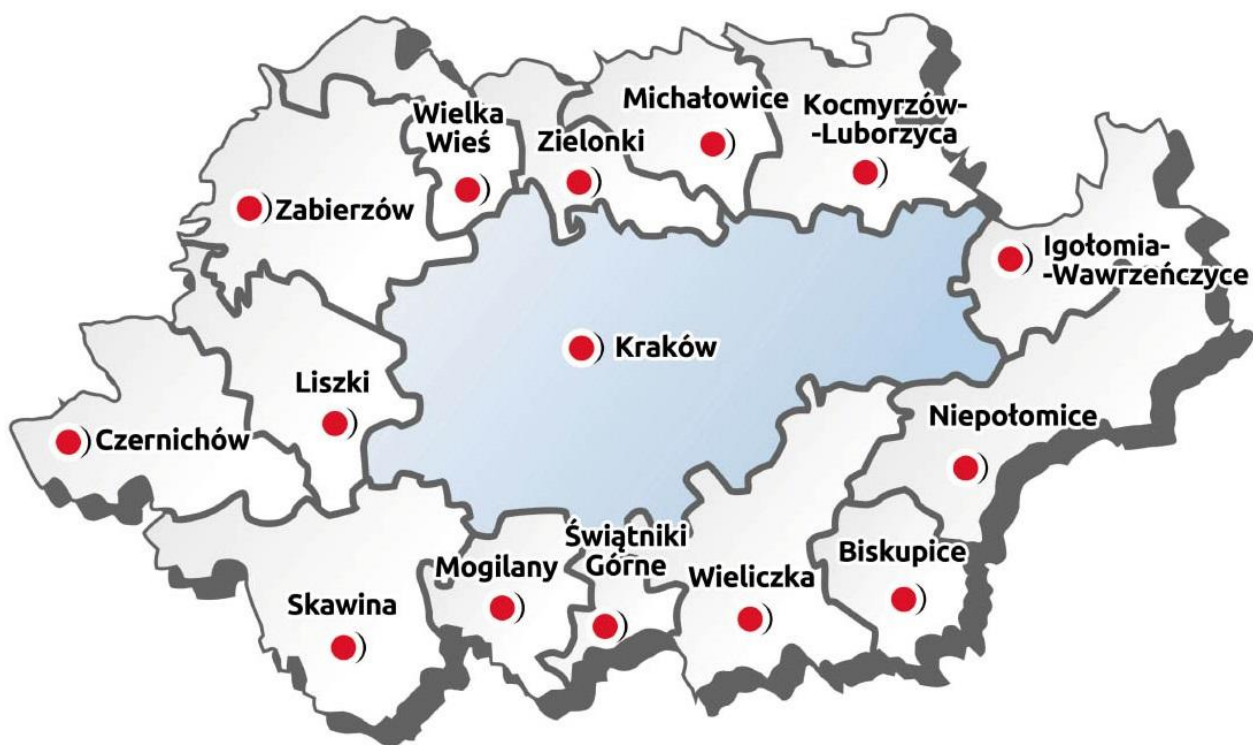 Michałowice
Kocmyrzów-
-Luborzyca
Wielka
Wieś
Zielonki
Zabierzów
Igołomia-
-Wawrzeńczyce
Kraków
Liszki
Niepołomice
Czernichów
Świątniki
Górne
Mogilany
Wieliczka
Biskupice
Skawina